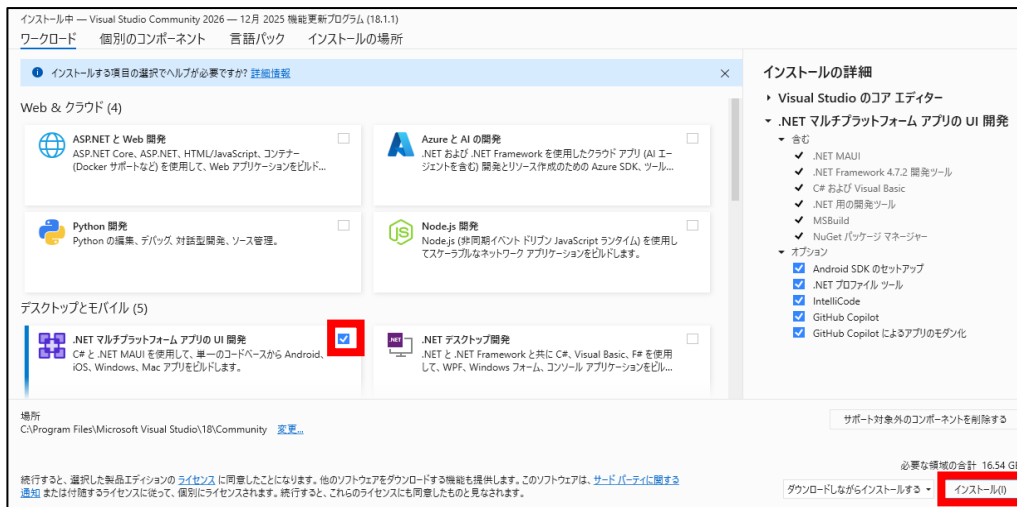 インストール中 — Visual Studio Community 2026 — 12月 2025 機能更新プログラム (18.1.1)
ワークロード 個別のコンポーネント 言語パック インストールの場所
インストールする項目の選択でヘルプが必要ですか? 詳細情報
Web & クラウド (4)
ASP.NET と Web 開発
ASP.NET Core、ASP.NET、HTML/JavaScript、コンテナー
(Docker サポートなど) を使用して、Web アプリケーションをビルド...
Azure と AI の開発
.NET および .NET Framework を使用したクラウド アプリ (AI エー
ジェントを含む) 開発とリソース作成のための Azure SDK、ツール...
Python 開発
Python の編集、デバッグ、対話型開発、ソース管理。
Node.js 開発
Node.js (非同期イベント ドリブン JavaScript ランタイム) を使用し
てスケーラブルなネットワーク アプリケーションをビルドします。
デスクトップとモバイル (5)
.NET マルチプラットフォーム アプリの UI 開発
C# と .NET MAUI を使用して、単一のコードベースから Android、
iOS、Windows、Mac アプリをビルドします。
.NET デスクトップ開発
.NET と .NET Framework と共に C#、Visual Basic、F# を使用
して、WPF、Windows フォーム、コンソール アプリケーションをビル...
インストールの詳細
Visual Studio のコア エディター
.NET マルチプラットフォーム アプリの UI 開発
含む
.NET MAUI
.NET Framework 4.7.2 開発ツール
C# および Visual Basic
.NET 用の開発ツール
MSBuild
NuGet パッケージ マネージャー
オプション
Android SDK のセットアップ
.NET プロファイル ツール
IntelliCode
GitHub Copilot
GitHub Copilot によるアプリのモダン化
場所
C:\Program Files\Microsoft Visual Studio\18\Community 変更...
サポート対象外のコンポーネントを削除する
必要な領域の合計 16.54 GB
続行すると、選択した製品エディションの ライセンス に同意したことになります。他のソフトウェアをダウンロードする機能も提供します。このソフトウェアは、サード パーティに関する
通知 または付随するライセンスに従って、個別にライセンスされます。続行すると、これらのライセンスにも同意したものと見なされます。
ダウンロードしながらインストールする インストール(I)